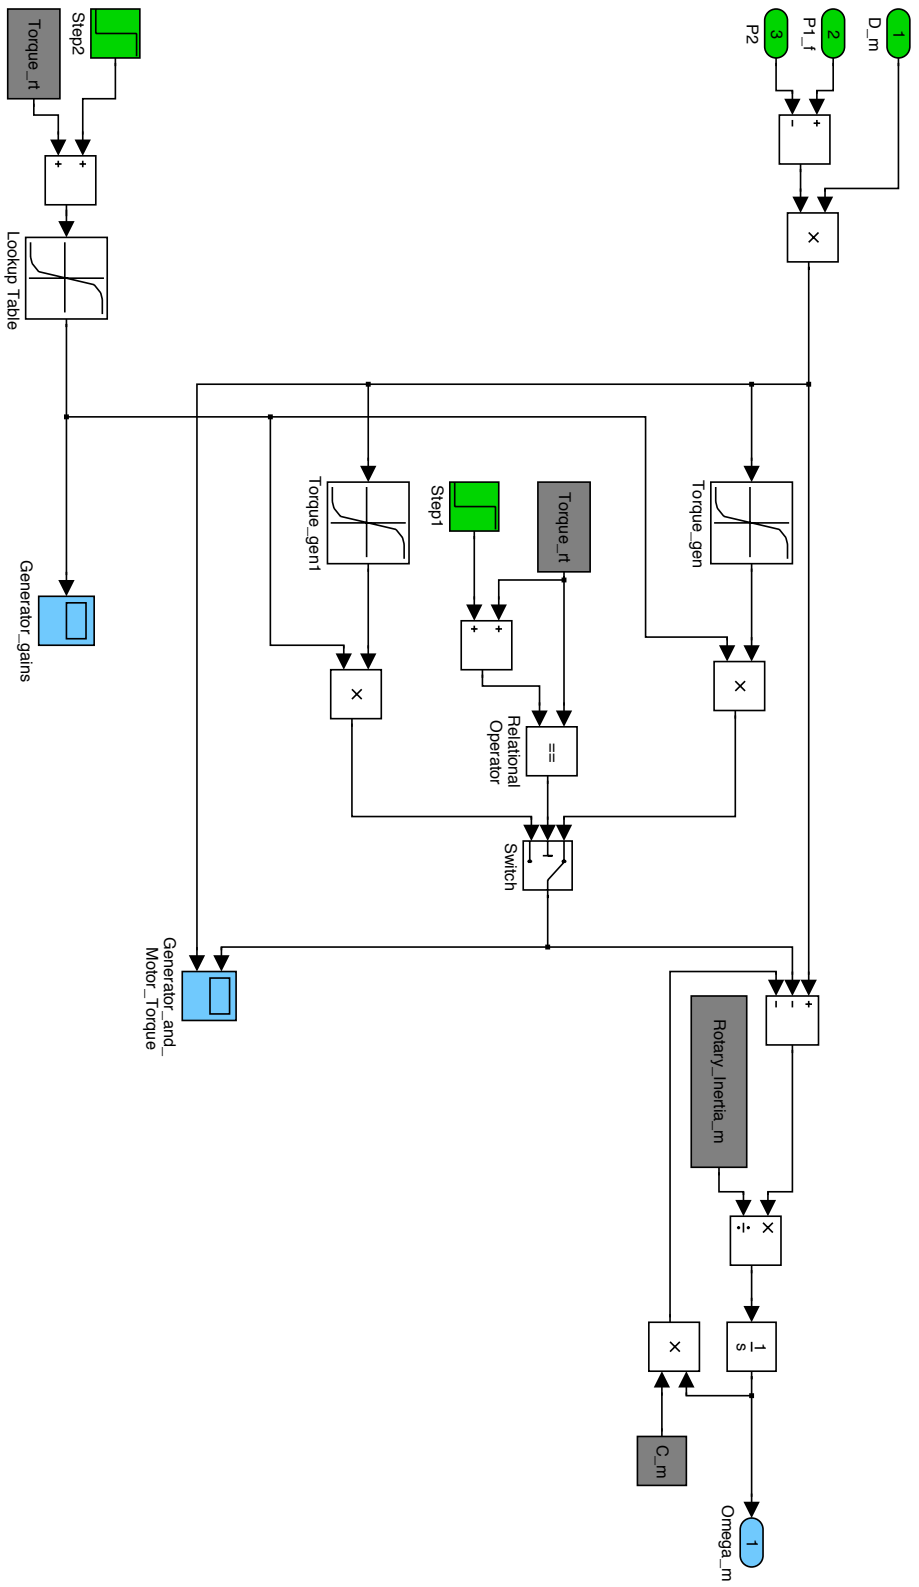 D_m
1
P1_f
2
P2
3
+
−
×
Step2
Torque_rt
+
+
Lookup Table
Torque_gen
Torque_gen1
Torque_rt
Step1
+
+
×
×
==
Relational
Operator
Switch
Generator_gains
Generator_and_
Motor_Torque
+
−
−
Rotary_Inertia_m
×
÷
1
s
×
C_m
1
Omega_m